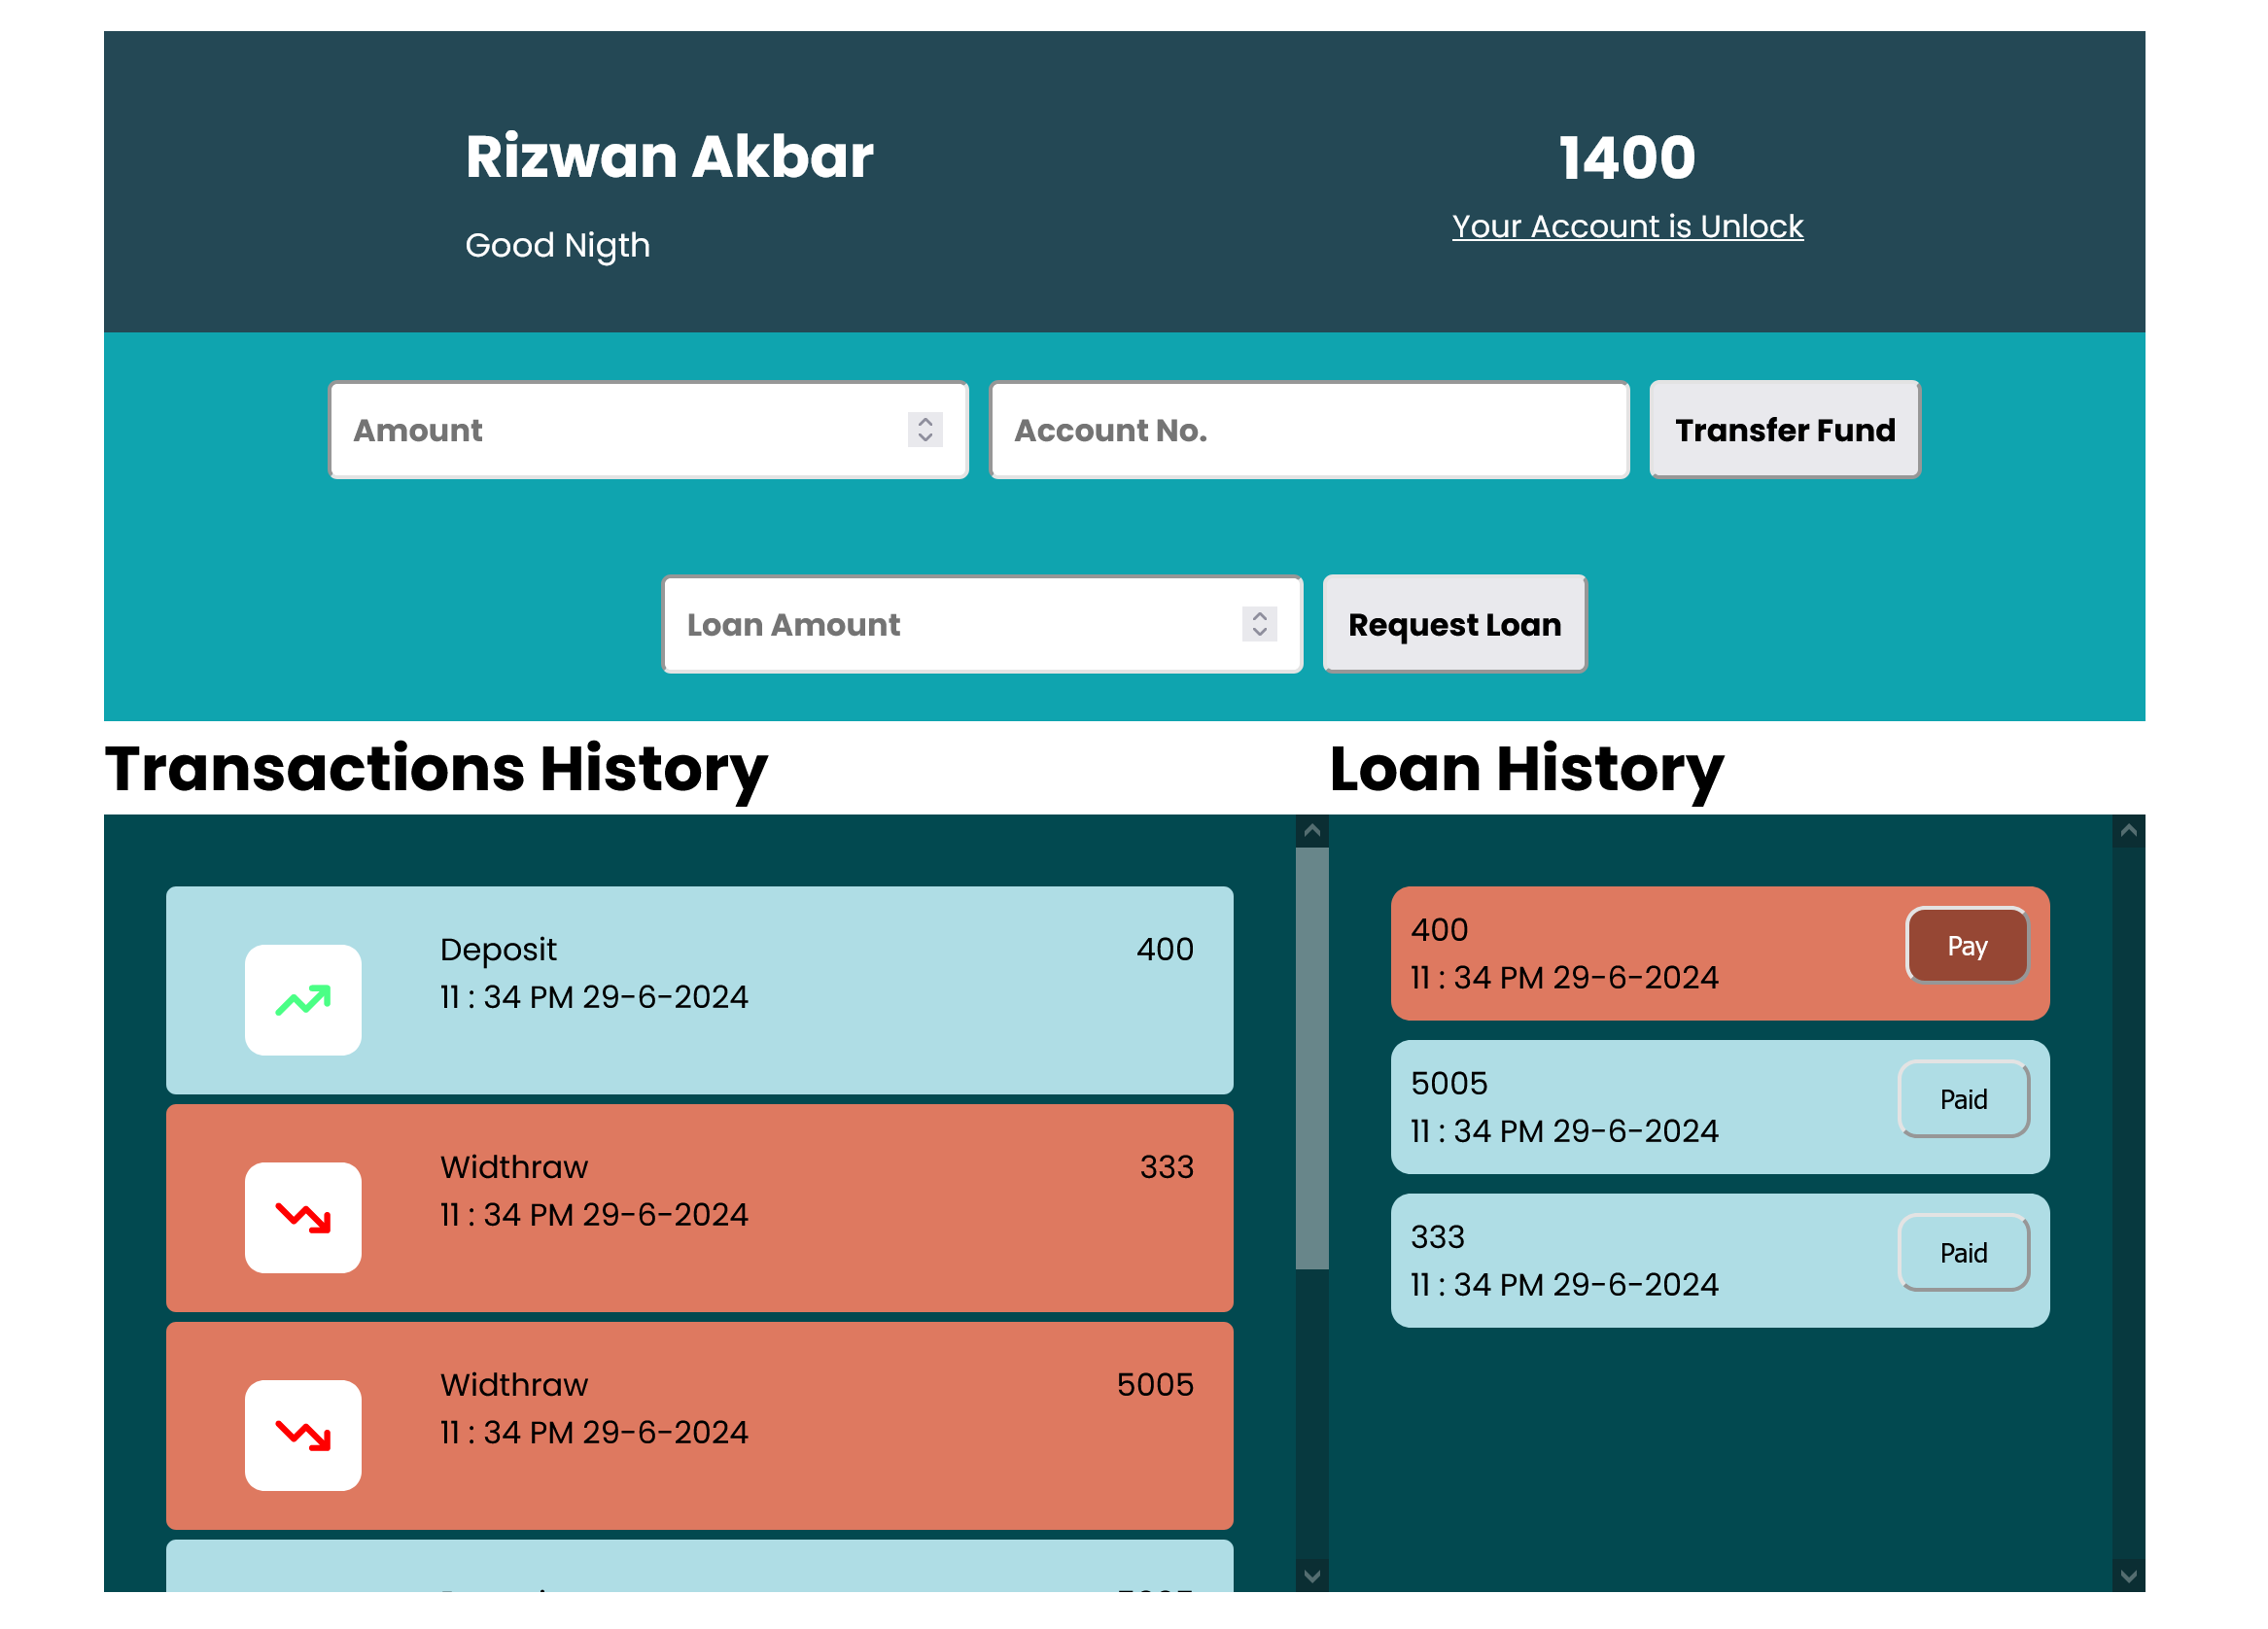 Rizwan Akbar
Good Nigth
1400
Your Account is Unlock
Amount
Account No.
Transfer Fund
Loan Amount
Request Loan
Transactions History
Deposit
400
11 : 34 PM 29-6-2024
Widthraw
333
11 : 34 PM 29-6-2024
Widthraw
5005
11 : 34 PM 29-6-2024
Loan History
400
11 : 34 PM 29-6-2024
Pay
5005
11 : 34 PM 29-6-2024
Paid
333
11 : 34 PM 29-6-2024
Paid